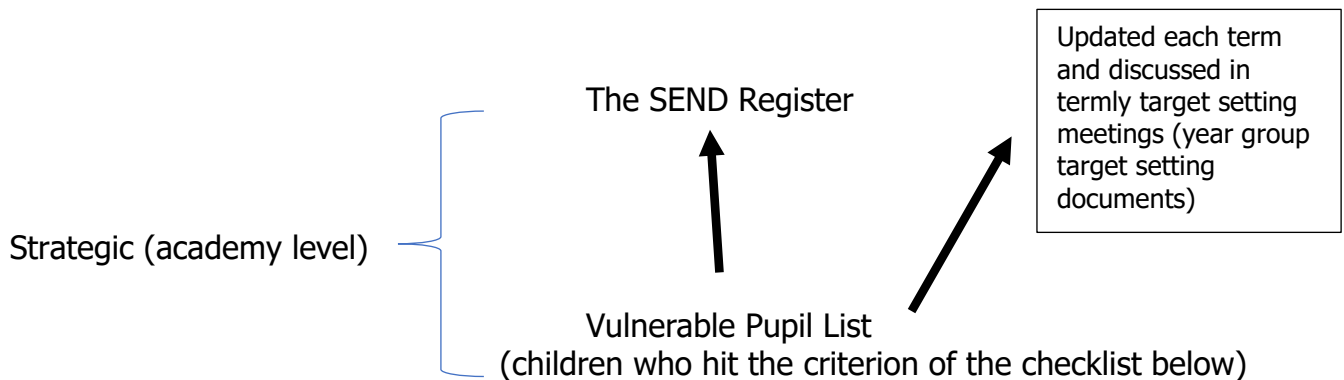 Updated each term
and discussed in
termly target setting
meetings (year group
target setting
documents)
The SEND Register
Strategic (academy level)
Vulnerable Pupil List
(children who hit the criterion of the checklist below)